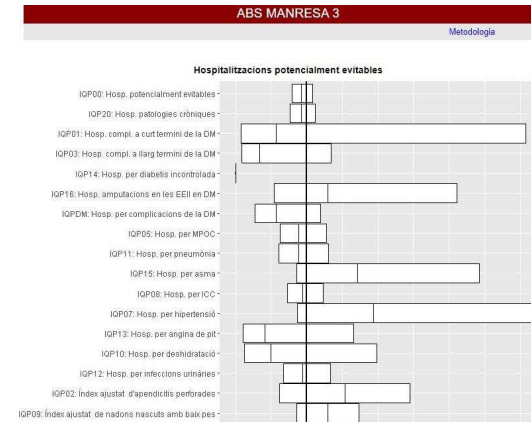 ABS MANRESA 3
Metodologia
Hospitalitzacions potencialment evitables
IQP00: Hosp. potencialment evitables
IQP20: Hosp. patologies cròniques
IQP01: Hosp. compl. a curt termini de la DM
IQP03: Hosp. compl. a llarg termini de la DM
IQP14: Hosp. per diabetis incontrolada
IQP16: Hosp. amputacions en les EEII en DM
IQPDM: Hosp. per complicacions de la DM
IQP05: Hosp. per MPOC
IQP11: Hosp. per pneumònia
IQP15: Hosp. per asma
IQP08: Hosp. per ICC
IQP07: Hosp. per hipertensió
IQP13: Hosp. per angina de pit
IQP10: Hosp. per deshidratació
IQP12: Hosp. per infeccions urinàries
IQP02: Índex ajustat d'apendicitis perforades
IQP09: Índex ajustat de nadons nascuts amb baix pes